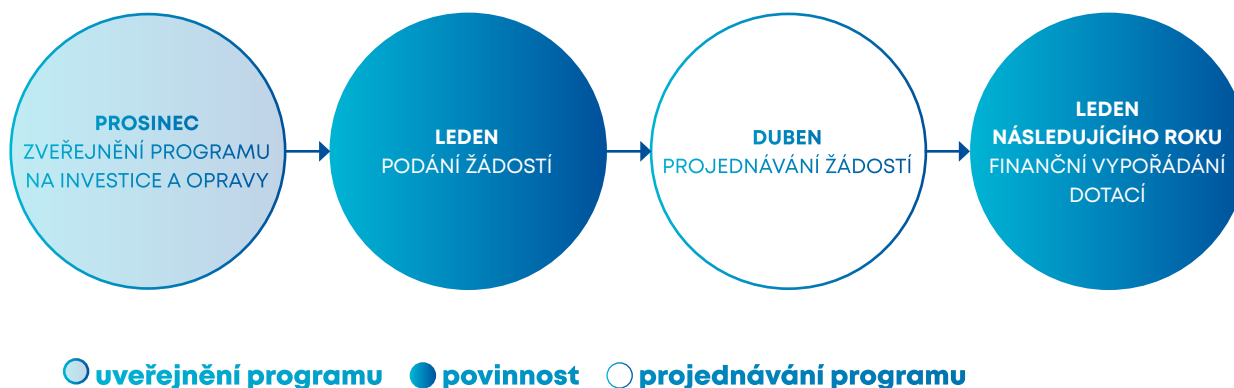 PROSINEC
ZVEŘEJNĚNÍ PROGRAMU
NA INVESTICE A OPRAVY
LEDEN
PODÁNÍ ŽÁDOSTÍ
DUBEN
PROJEDNÁVÁNÍ ŽÁDOSTÍ
LEDEN
NÁSLEDUJÍCÍHO ROKU
FINANČNÍ VYPOŘÁDÁNÍ
DOTACÍ
uveřejnění programu
povinnost
projednávání programu